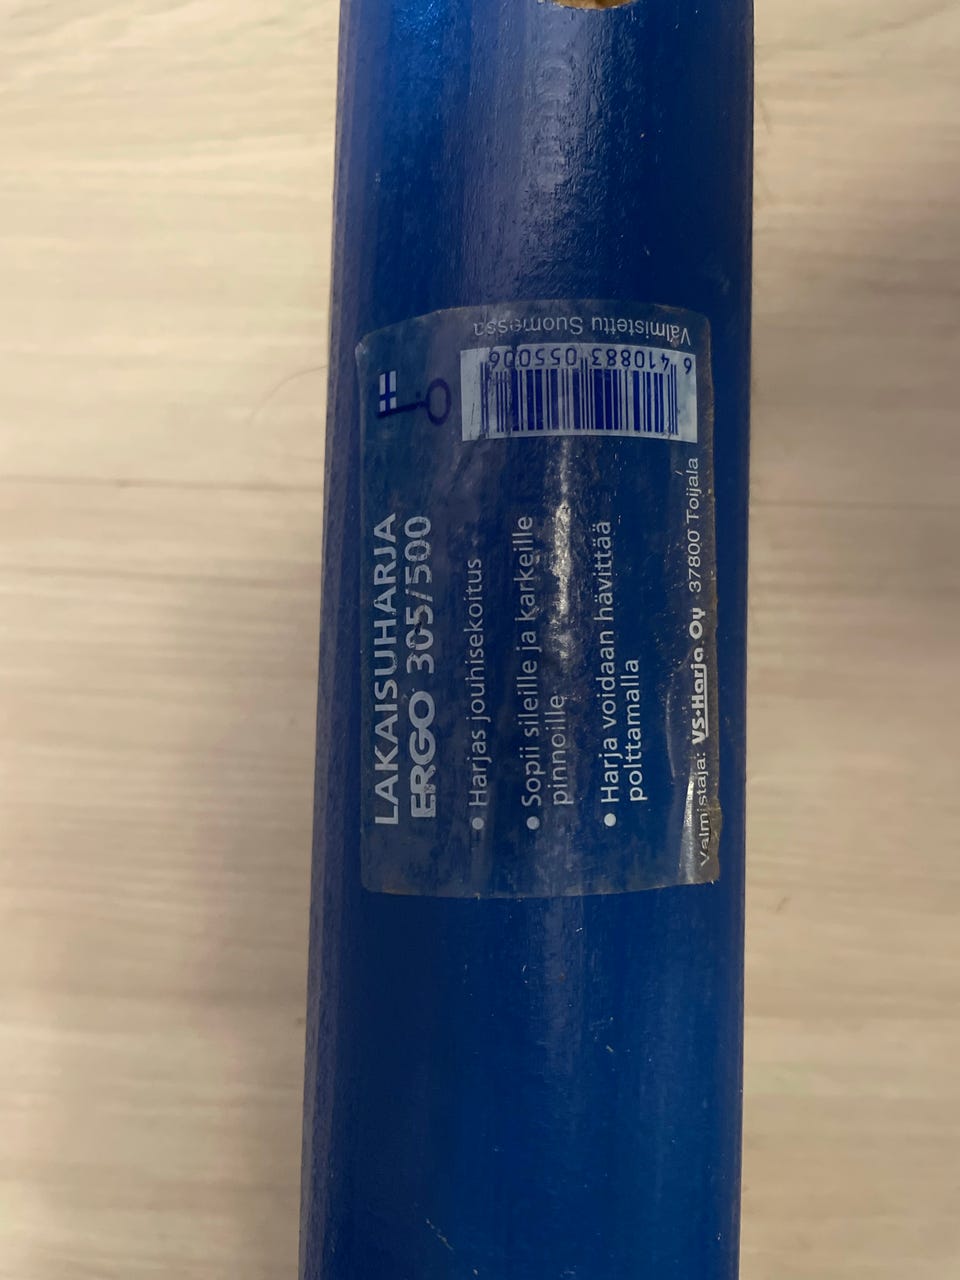 LAKAISUHARJA
ERGO 305/500
• Harjas jouhisekoitus
• Sopii sileille ja karkeille
pinnoille
• Harja voidaan hävittää
polttamalla
Valmistaja: VS-Harja Oy 37800 Toijala
6 410883 055006
Valmistettu Suomessa